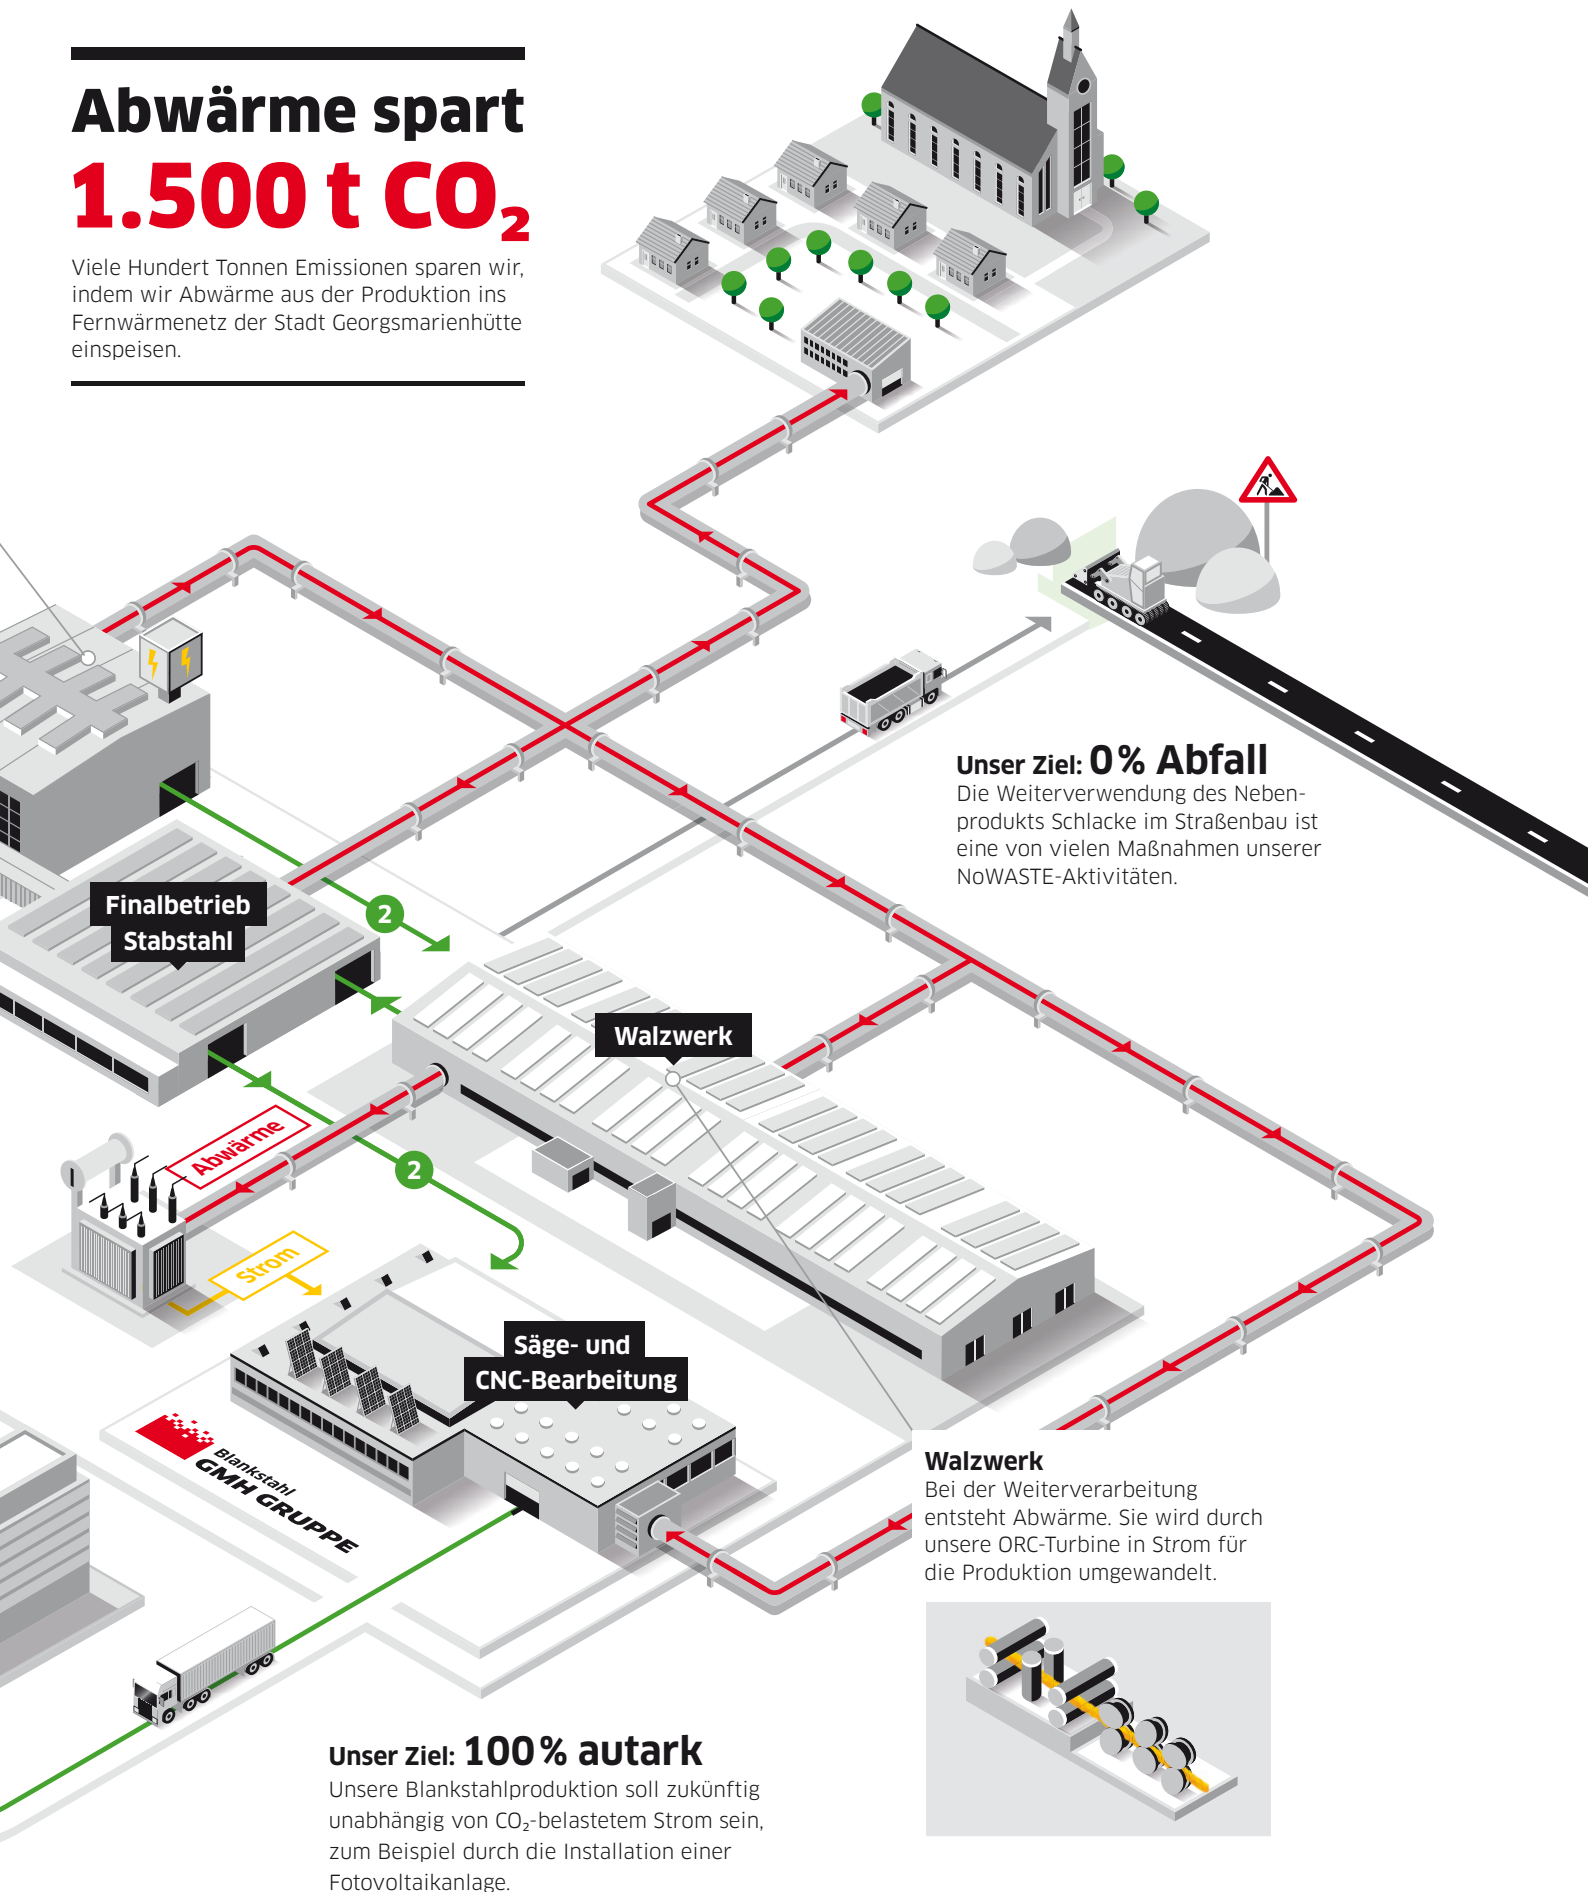 Abwärme spart
1.500 t CO₂
Viele Hundert Tonnen Emissionen sparen wir,
indem wir Abwärme aus der Produktion ins
Fernwärmenetz der Stadt Georgsmarienhütte
einspeisen.
Unser Ziel: 0 % Abfall
Die Weiterverwendung des Neben-
produkts Schlacke im Straßenbau ist
eine von vielen Maßnahmen unserer
NoWASTE-Aktivitäten.
Finalbetrieb
Stabstahl
2
Walzwerk
Abwärme
2
Strom
Säge- und
CNC-Bearbeitung
Blankstahl
GMH GRUPPE
Walzwerk
Bei der Weiterverarbeitung
entsteht Abwärme. Sie wird durch
unsere ORC-Turbine in Strom für
die Produktion umgewandelt.
Unser Ziel: 100 % autark
Unsere Blankstahlproduktion soll zukünftig
unabhängig von CO₂-belastetem Strom sein,
zum Beispiel durch die Installation einer
Fotovoltaikanlage.